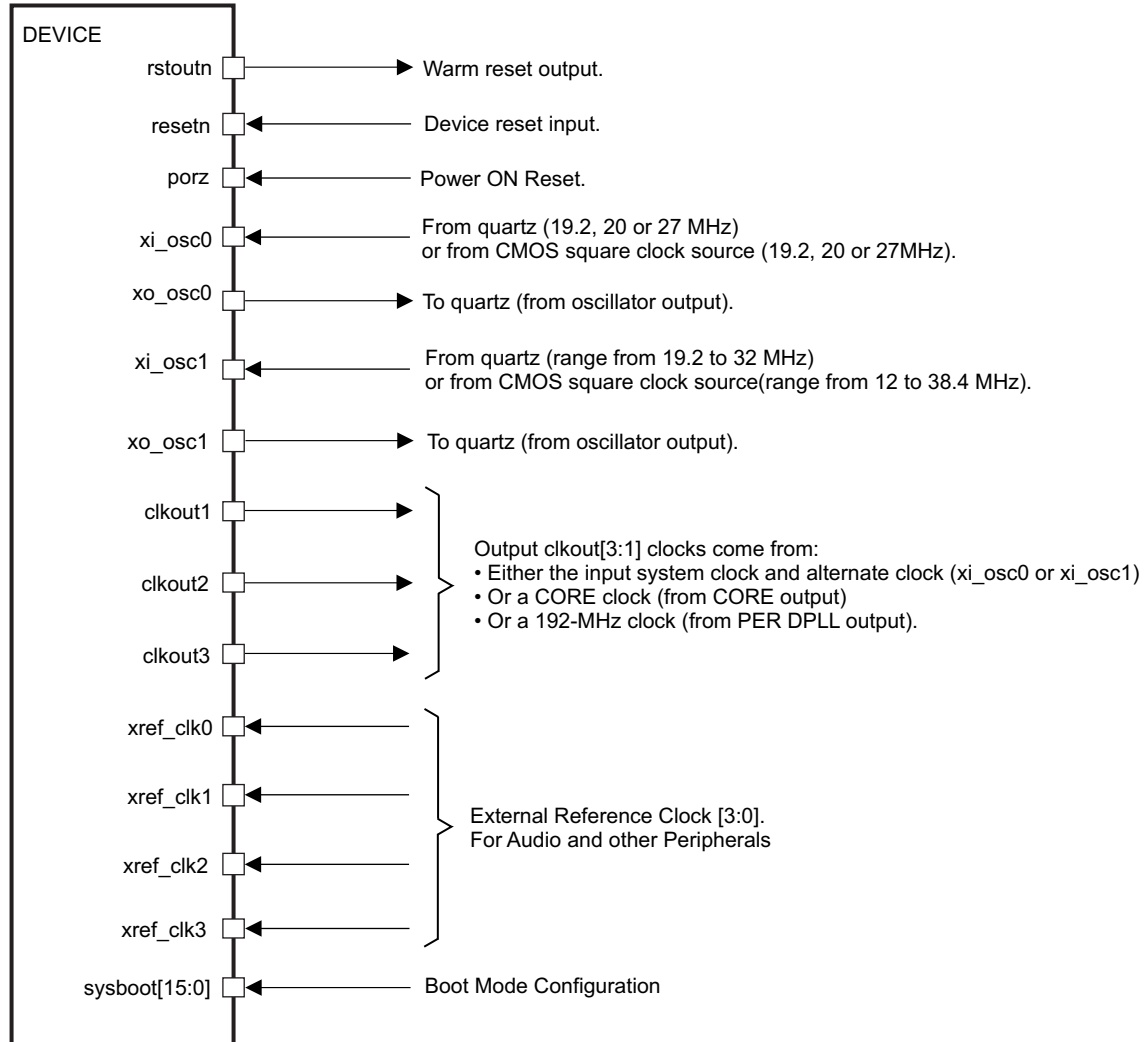 DEVICE
rstoutn
Warm reset output.
resetn
Device reset input.
porz
Power ON Reset.
xi_osc0
From quartz (19.2, 20 or 27 MHz)
or from CMOS square clock source (19.2, 20 or 27MHz).
xo_osc0
To quartz (from oscillator output).
xi_osc1
From quartz (range from 19.2 to 32 MHz)
or from CMOS square clock source(range from 12 to 38.4 MHz).
xo_osc1
To quartz (from oscillator output).
clkout1
clkout2
clkout3
Output clkout[3:1] clocks come from:
• Either the input system clock and alternate clock (xi_osc0 or xi_osc1)
• Or a CORE clock (from CORE output)
• Or a 192-MHz clock (from PER DPLL output).
xref_clk0
xref_clk1
xref_clk2
xref_clk3
External Reference Clock [3:0].
For Audio and other Peripherals
sysboot[15:0]
Boot Mode Configuration